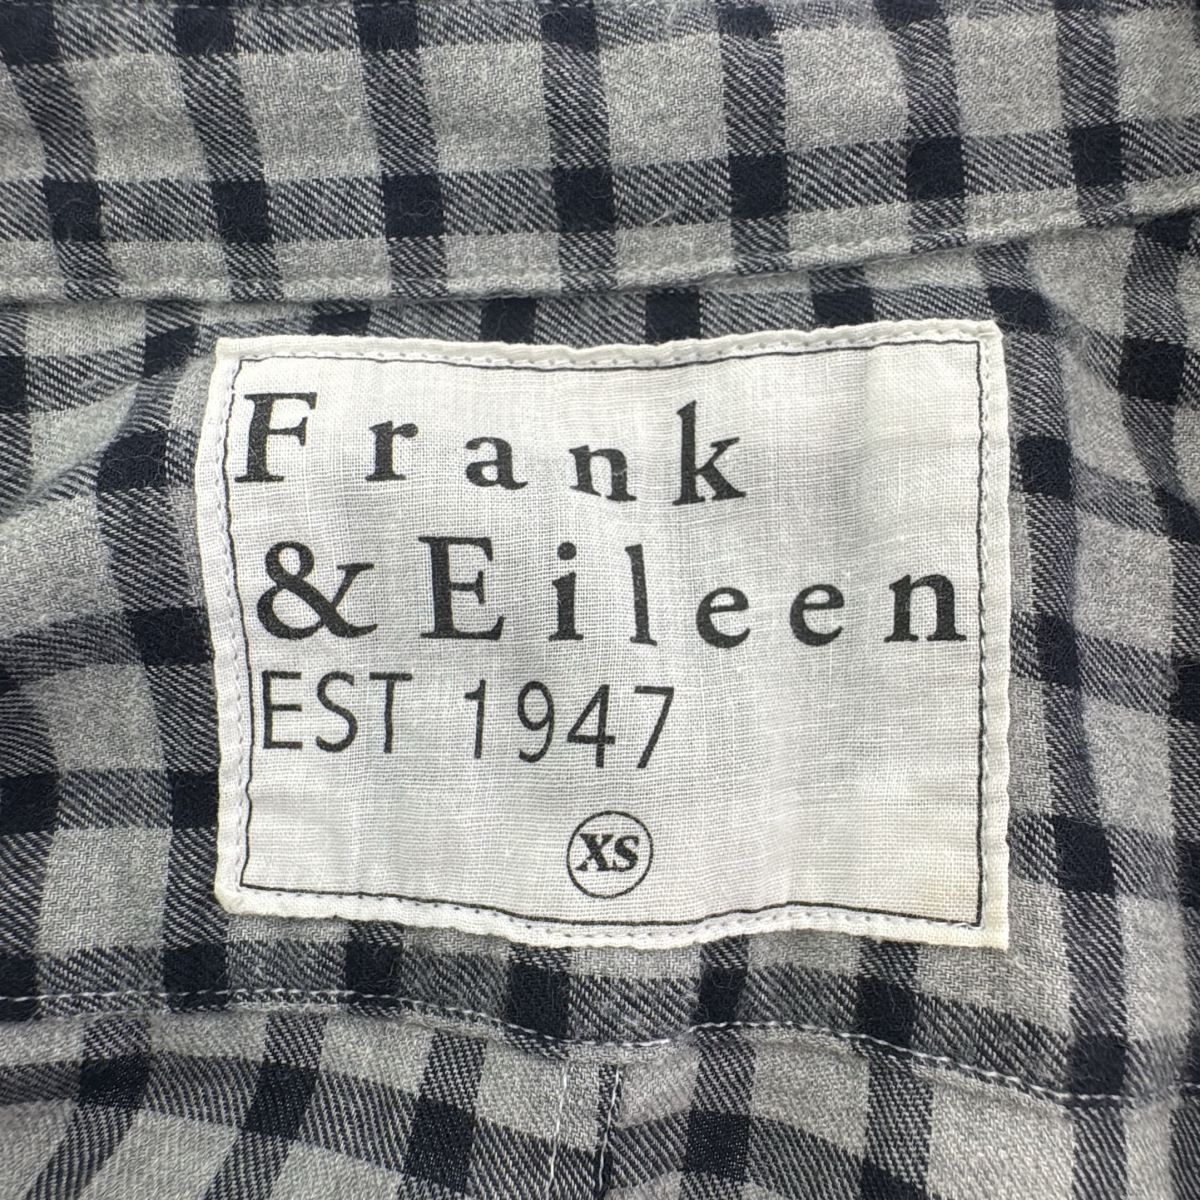 Frank
& Eileen
EST 1947
XS